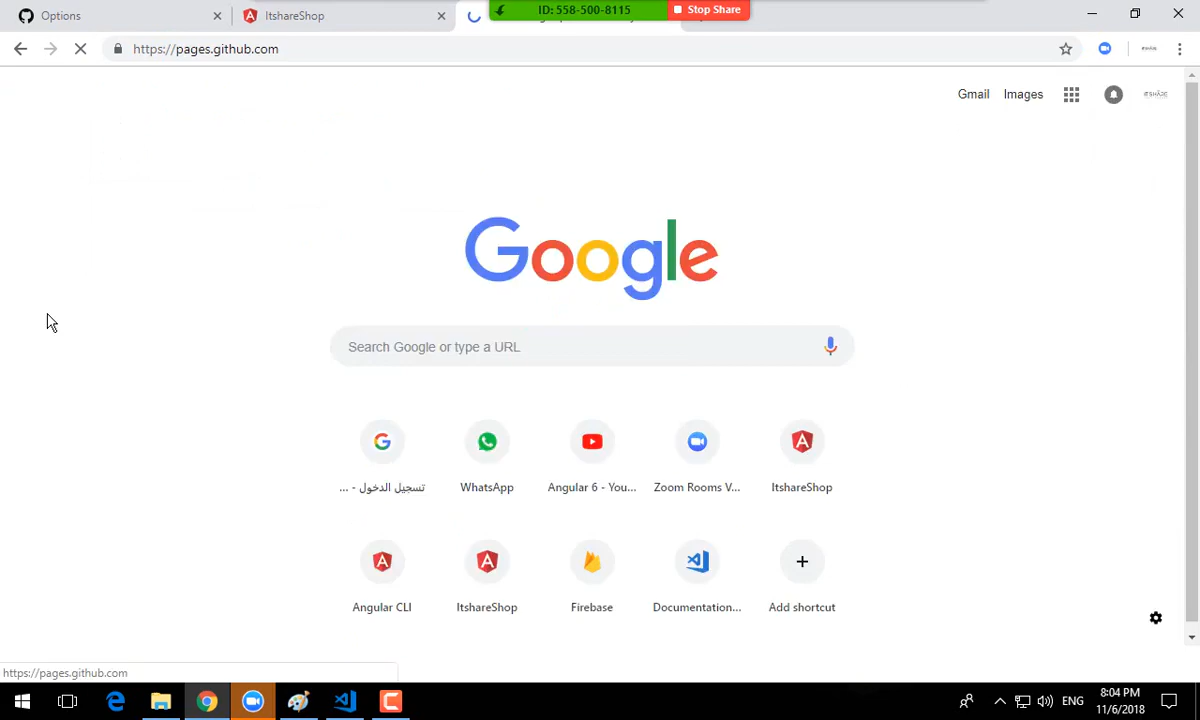 Options
ItshareShop
ID: 558-500-8115
Stop Share
https://pages.github.com
Gmail
Images
Google
Search Google or type a URL
تسجيل الدخول - ...
WhatsApp
Angular 6 - You...
Zoom Rooms V...
ItshareShop
Angular CLI
ItshareShop
Firebase
Documentation...
Add shortcut
https://pages.github.com
ENG
8:04 PM
11/6/2018